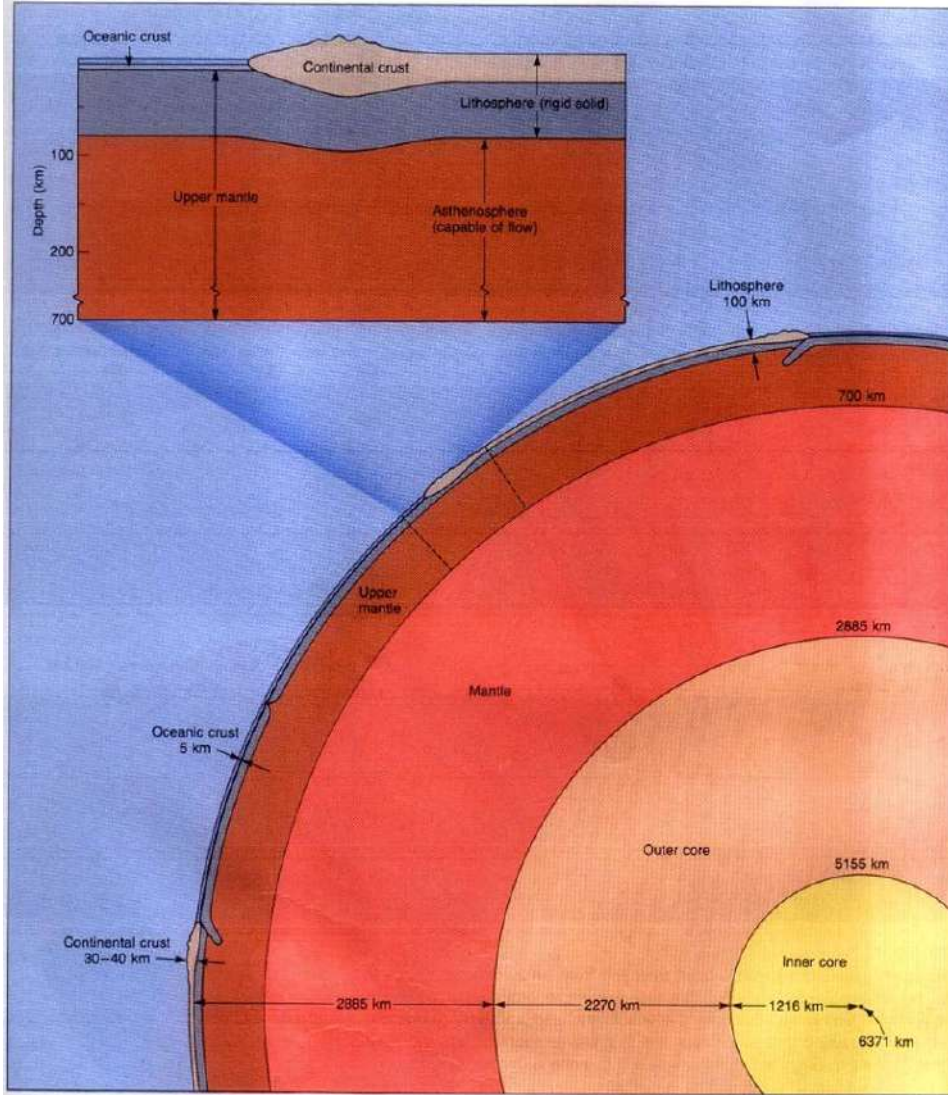 Oceanic crust
Continental crust
Lithosphere (rigid solid)
100
Depth (km)
Upper mantle
Asthenosphere
(capable of flow)
200
700
Lithosphere
100 km
700 km
Upper
mantle
2885 km
Mantle
Oceanic crust
5 km
Outer core
5155 km
Continental crust
30–40 km
Inner core
2885 km
2270 km
1216 km
6371 km